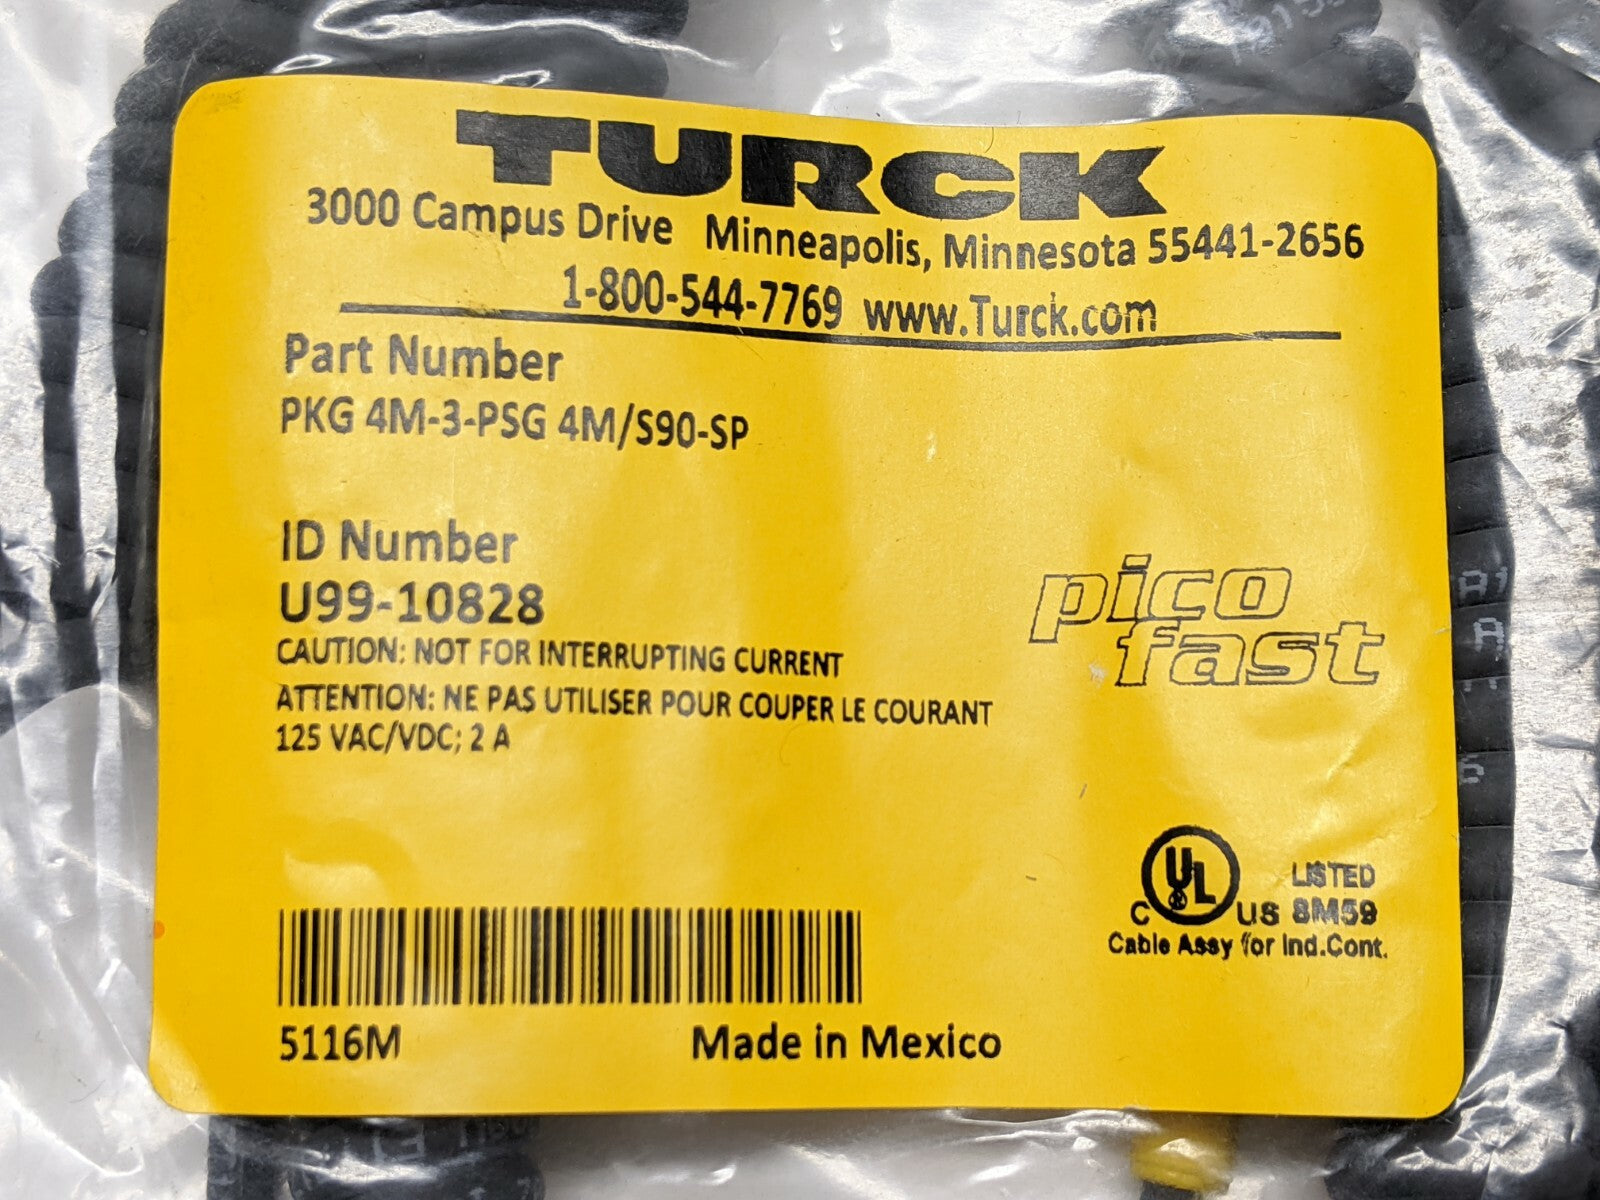 TURCK
3000 Campus Drive Minneapolis, Minnesota 55441-2656
1-800-544-7769 www.Turck.com
Part Number
PKG 4M-3-PSG 4M/S90-SP
ID Number
U99-10828
CAUTION: NOT FOR INTERRUPTING CURRENT
ATTENTION: NE PAS UTILISER POUR COUPER LE COURANT
125 VAC/VDC; 2 A
pico
fast
UL
C US LISTED
8M59
Cable Assy for Ind.Cont.
5116M
Made in Mexico